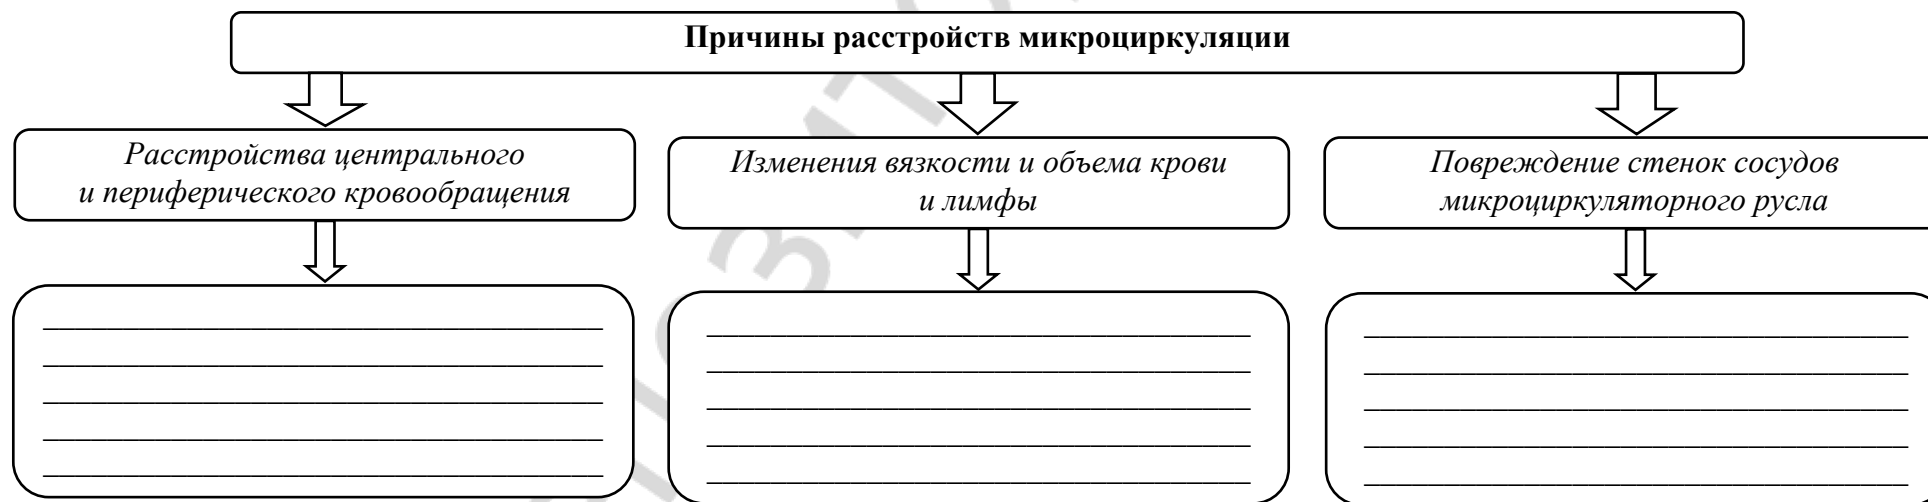 Причины расстройств микроциркуляции
Расстройства центрального
и периферического кровообращения
Изменения вязкости и объема крови
и лимфы
Повреждение стенок сосудов
микроциркуляторного русла